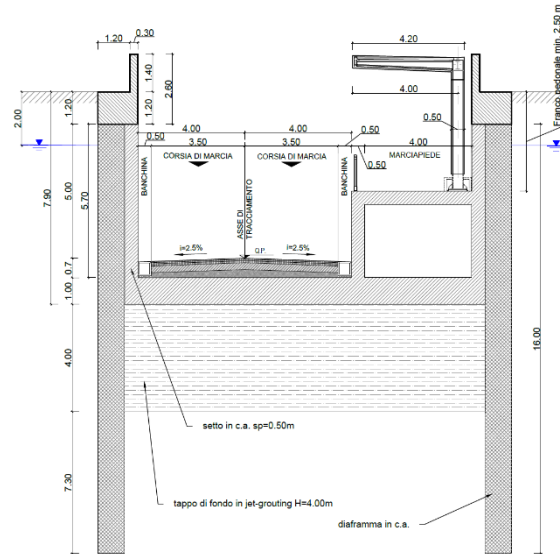 1.20
0.30
4.20
1.40
2.60
1.20
1.20
2.00
4.00
0.50
Franco pedonale min. 2.50 m
0.50
4.00
4.00
0.50
3.50
3.50
4.00
CORSIA DI MARCIA
CORSIA DI MARCIA
0.50
MARCIAPIEDE
BANCHINA
BANCHINA
ASSE DI
TRACCIAMENTO
5.00
5.70
7.90
i=2.5%
Q.P.
i=2.5%
0.7
1.00
16.00
4.00
setto in c.a. sp=0.50m
7.30
tappo di fondo in jet-grouting H=4.00m
diaframma in c.a.